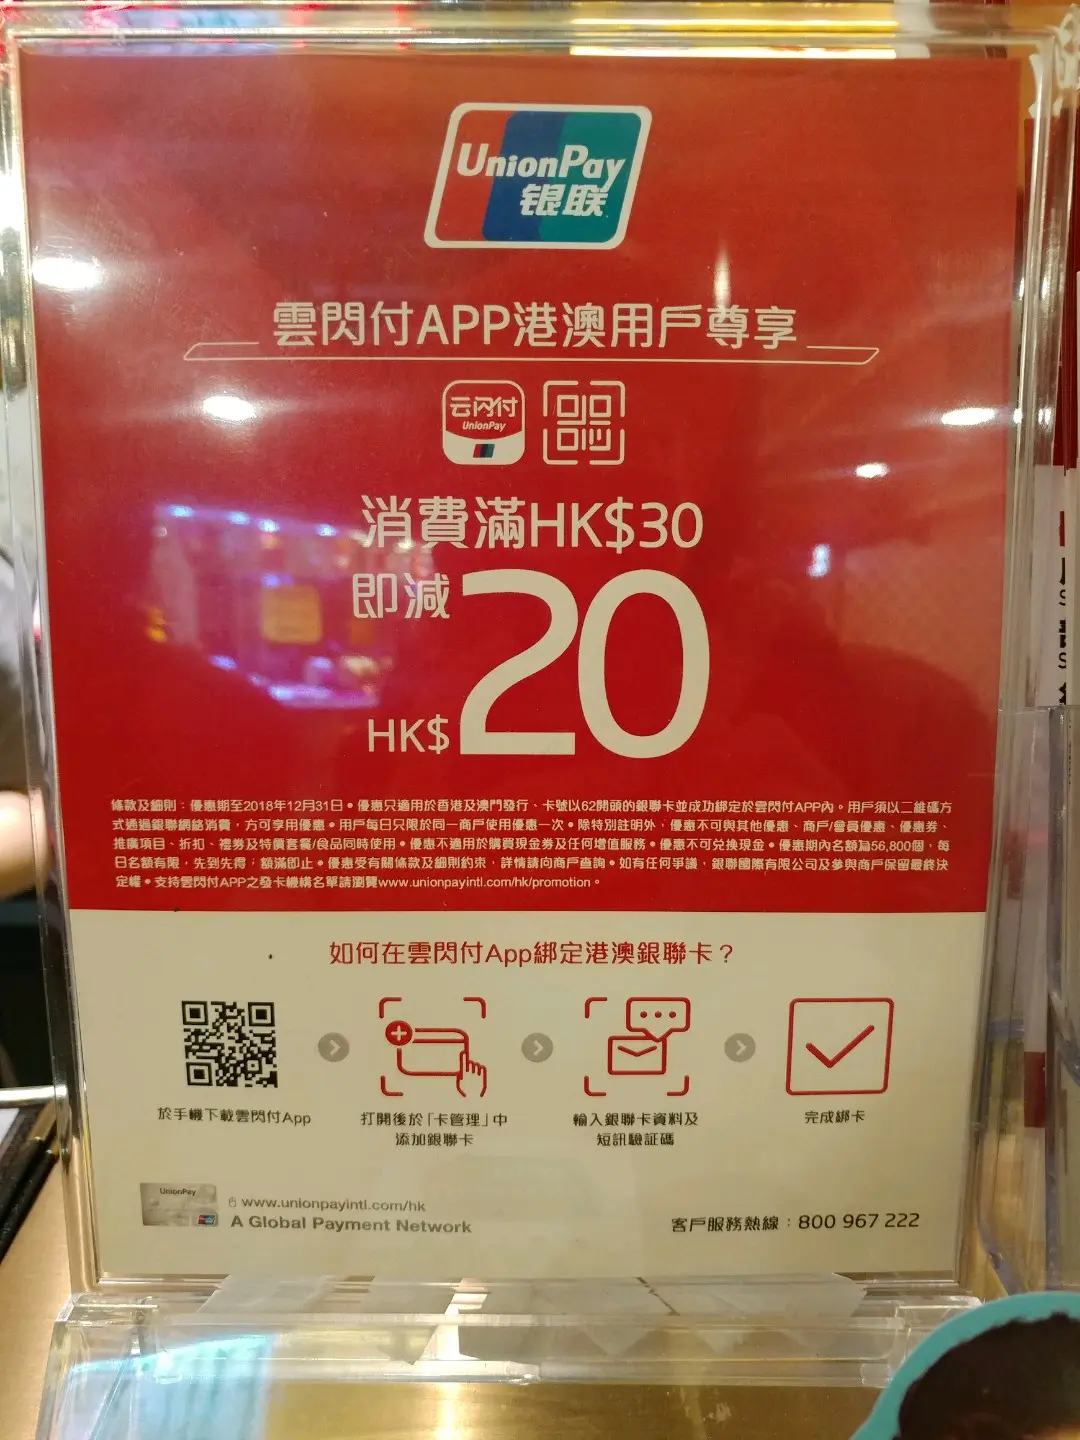 UnionPay
银联
雲閃付APP港澳用戶尊享
云闪付
UnionPay
消費滿HK$30
即減
HK$20
條款及細則：優惠期至2018年12月31日。優惠只適用於香港及澳門發行、卡號以62開頭的銀聯卡並成功綁定於雲閃付APP內。用戶須以二維碼方
式通過銀聯網絡消費，方可享用優惠。用戶每日只限於同一商戶使用優惠一次。除特別註明外，優惠不可與其他優惠、商戶/會員優惠、優惠券、
推廣項目、折扣、禮券及特價套餐/食品同時使用。優惠不適用於購買現金券及任何增值服務。優惠不可兌換現金。優惠期內名額為56,800個，每
日名額有限，先到先得；額滿即止。優惠受有關條款及細則約束，詳情請向商戶查詢。如有任何爭議，銀聯國際有限公司及參與商戶保留最終決
定權。支持雲閃付APP之發卡機構名單請瀏覽www.unionpayintl.com/hk/promotion。
如何在雲閃付App綁定港澳銀聯卡？
於手機下載雲閃付App
打開後於「卡管理」中
添加銀聯卡
輸入銀聯卡資料及
短訊驗証碼
完成綁卡
UnionPay
www.unionpayintl.com/hk
A Global Payment Network
客戶服務熱線：800 967 222